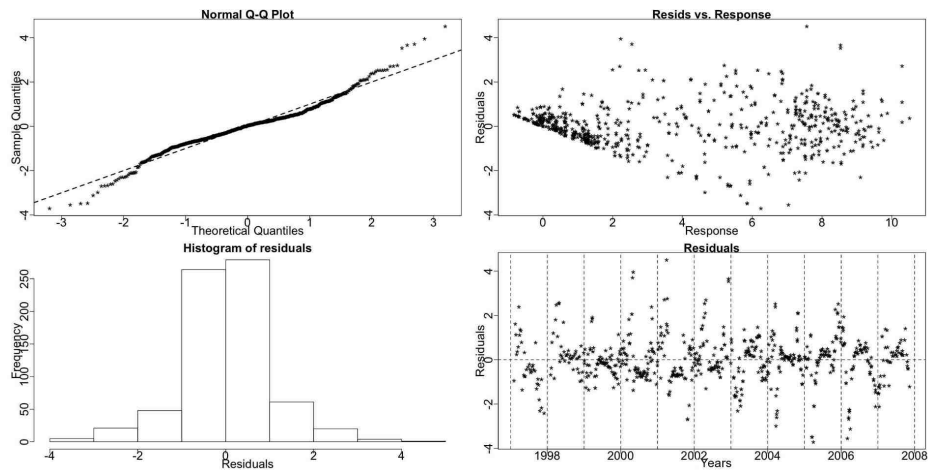 Normal Q-Q Plot
Sample Quantiles
4
2
0
-2
-4
-3 -2 -1 0 1 2 3
Theoretical Quantiles
Resids vs. Response
Residuals
4
2
0
-2
-4
0 2 4 6 8 10
Response
Histogram of residuals
Frequency
250
150
50
0
-4 -2 0 2 4
Residuals
Residuals
Residuals
4
2
0
-2
-4
1998 2000 2002 2004 2006 2008
Years